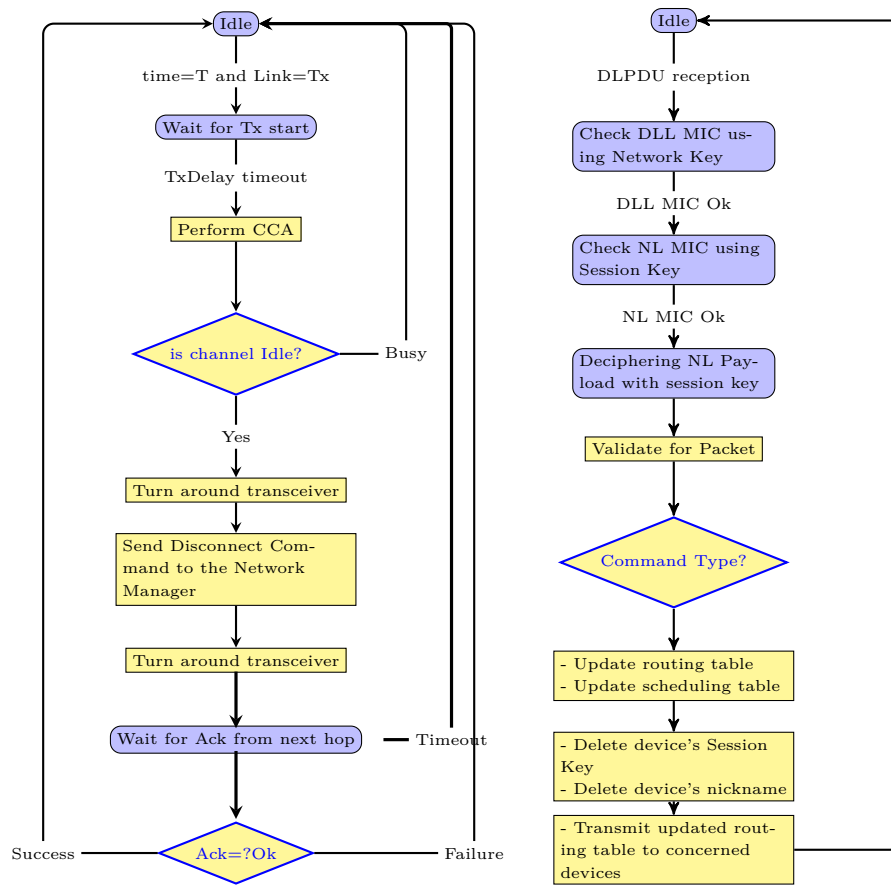 Idle
time=T and Link=Tx
Wait for Tx start
TxDelay timeout
Perform CCA
is channel Idle?
Busy
Yes
Turn around transceiver
Send Disconnect Com-
mand to the Network
Manager
Turn around transceiver
Wait for Ack from next hop
Timeout
Ack=?Ok
Success
Failure
Idle
DLPDU reception
Check DLL MIC us-
ing Network Key
DLL MIC Ok
Check NL MIC using
Session Key
NL MIC Ok
Deciphering NL Pay-
load with session key
Validate for Packet
Command Type?
- Update routing table
- Update scheduling table
- Delete device's Session
Key
- Delete device's nickname
- Transmit updated rout-
ing table to concerned
devices